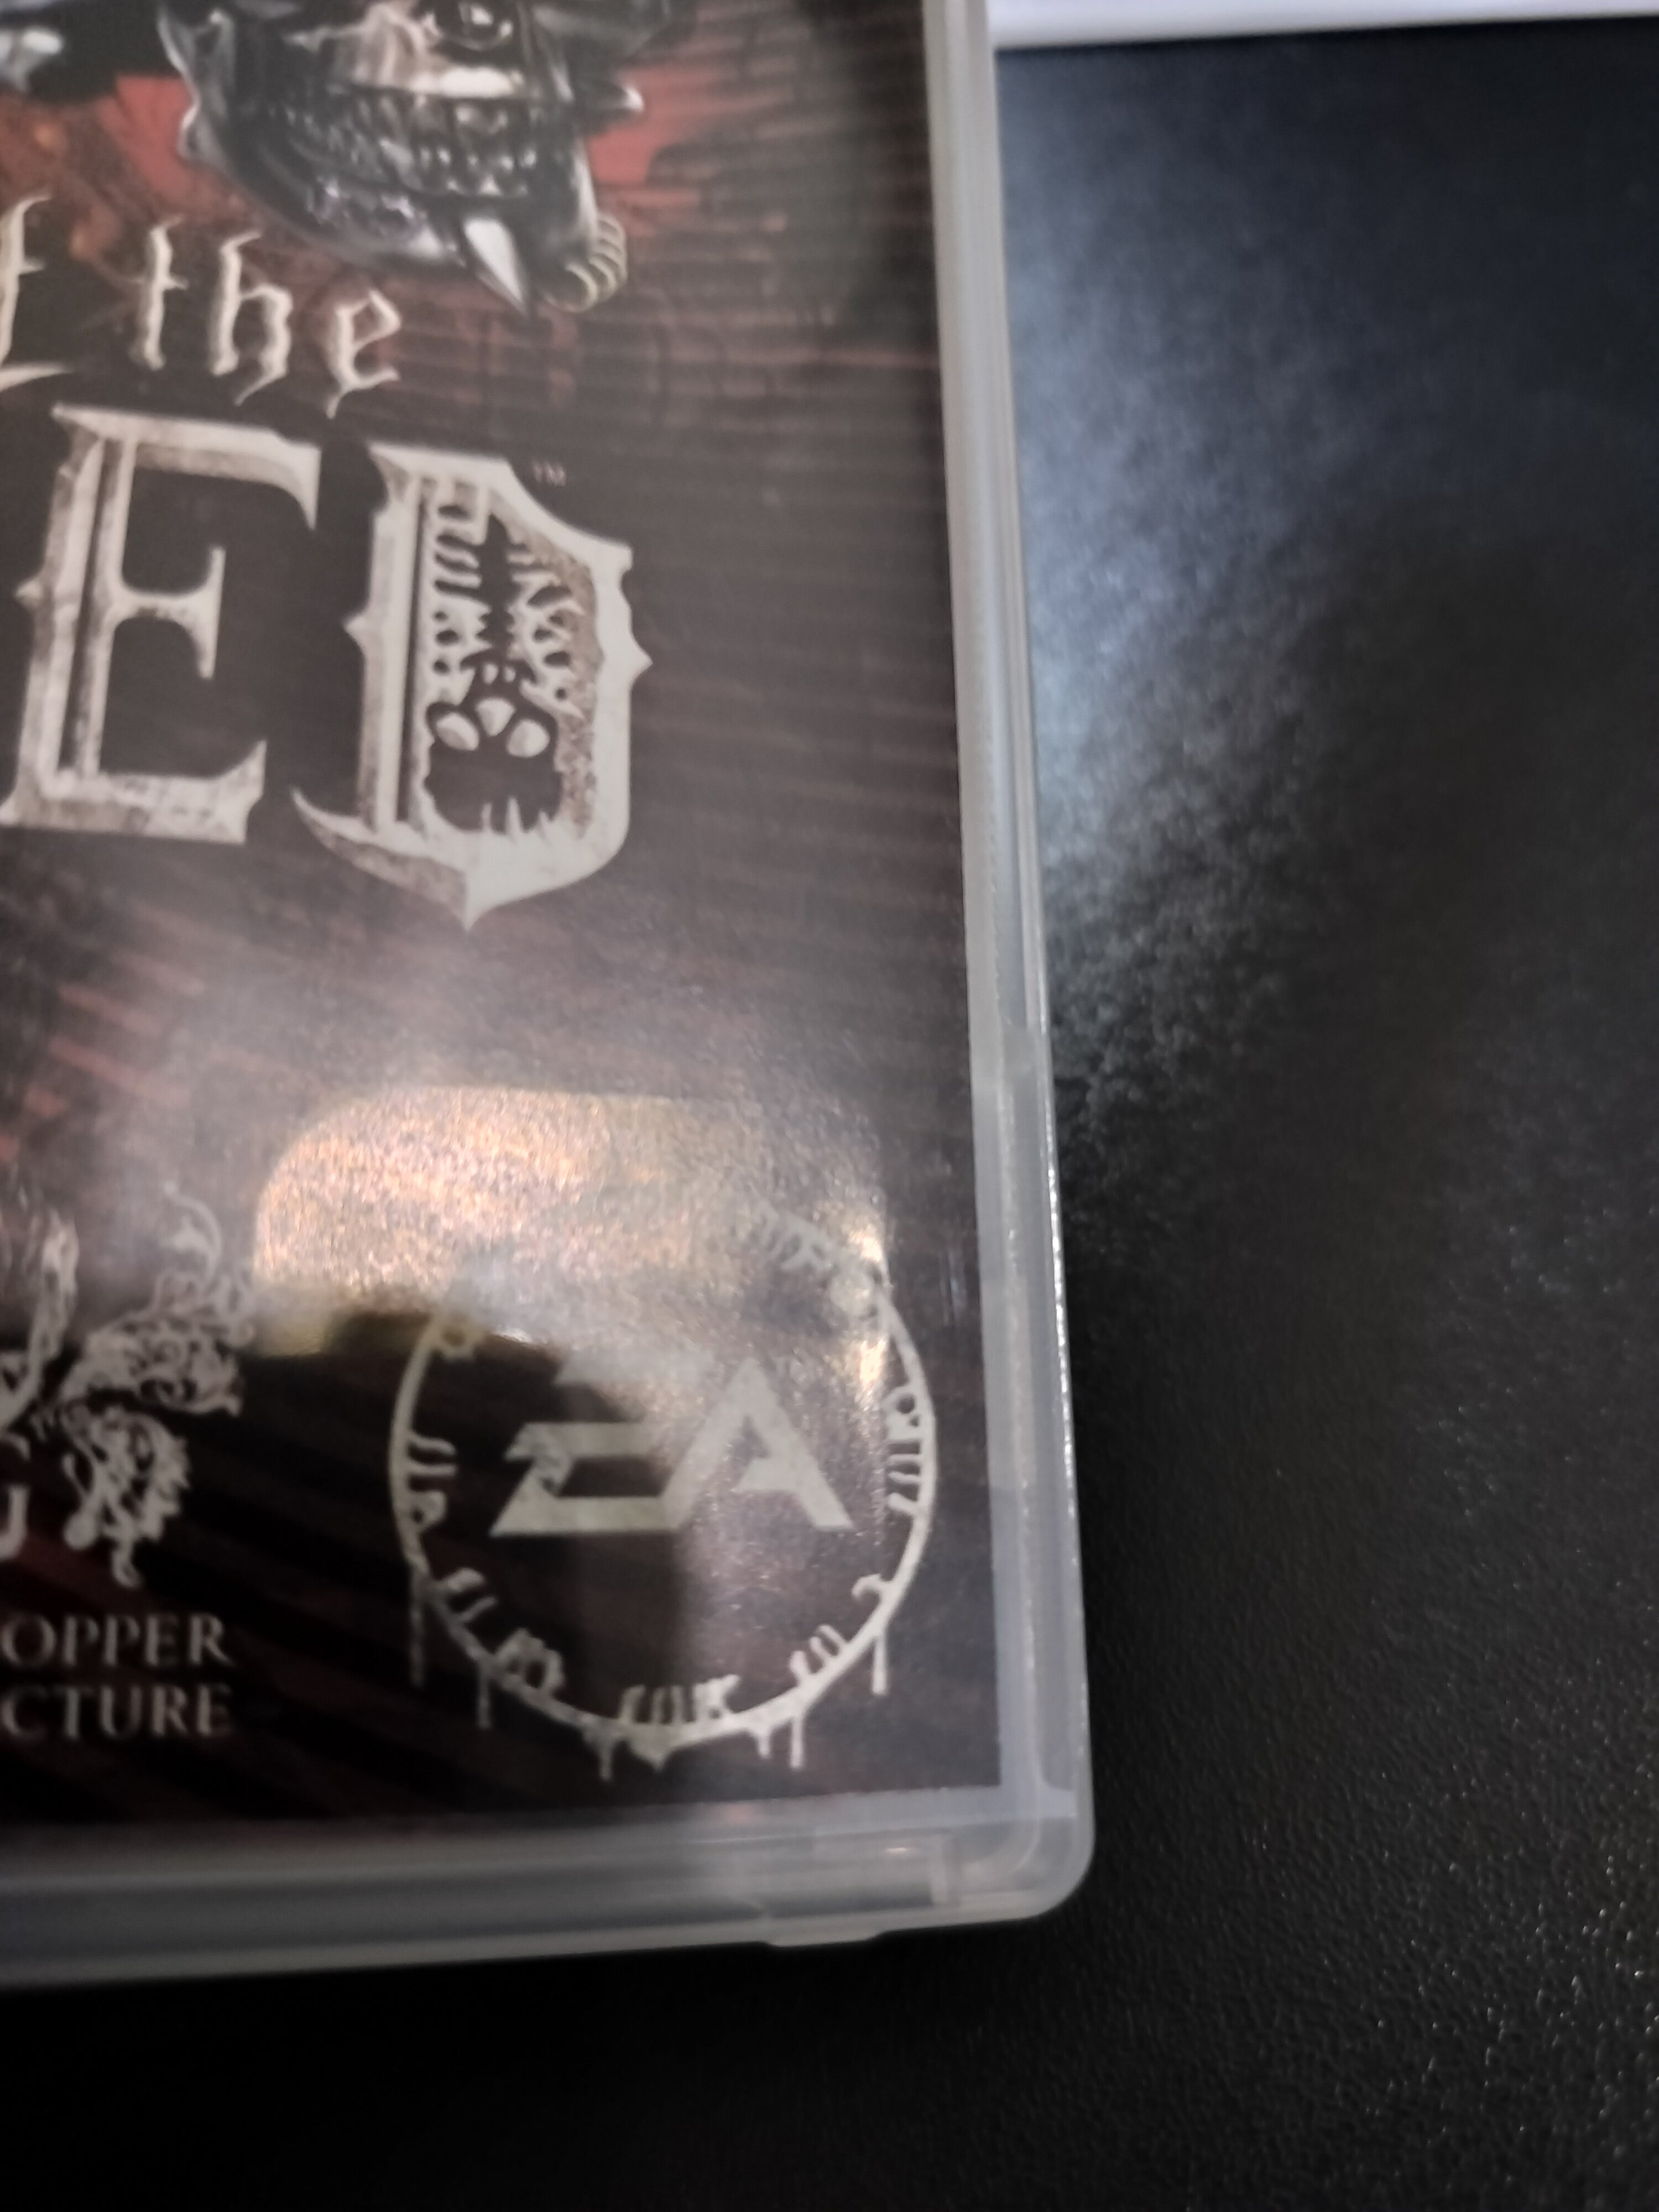 f the
ED™
EA
OPPER
CTURE